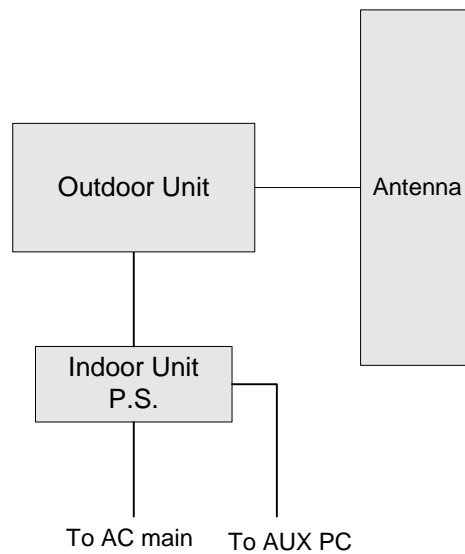 Outdoor Unit
Antenna
Indoor Unit
P.S.
To AC main
To AUX PC